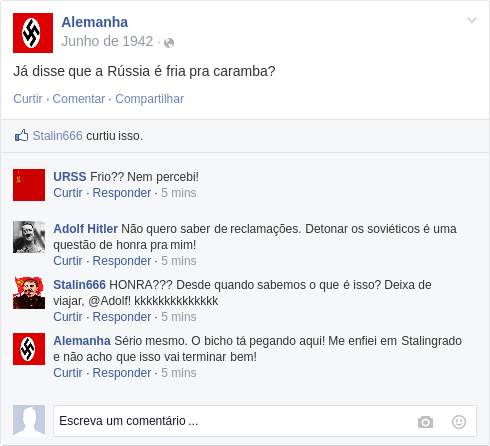 Alemanha
Junho de 1942 ·
Já disse que a Rússia é fria pra caramba?
Curtir · Comentar · Compartilhar
Stalin666 curtiu isso.
URSS Frio?? Nem percebi!
Curtir · Responder · 5 mins
Adolf Hitler Não quero saber de reclamações. Detonar os soviéticos é uma
questão de honra pra mim!
Curtir · Responder · 5 mins
Stalin666 HONRA??? Desde quando sabemos o que é isso? Deixa de
viajar, @Adolf! kkkkkkkkkkkkkk
Curtir · Responder · 5 mins
Alemanha Sério mesmo. O bicho tá pegando aqui! Me enfiei em Stalingrado
e não acho que isso vai terminar bem!
Curtir · Responder · 5 mins
Escreva um comentário ...